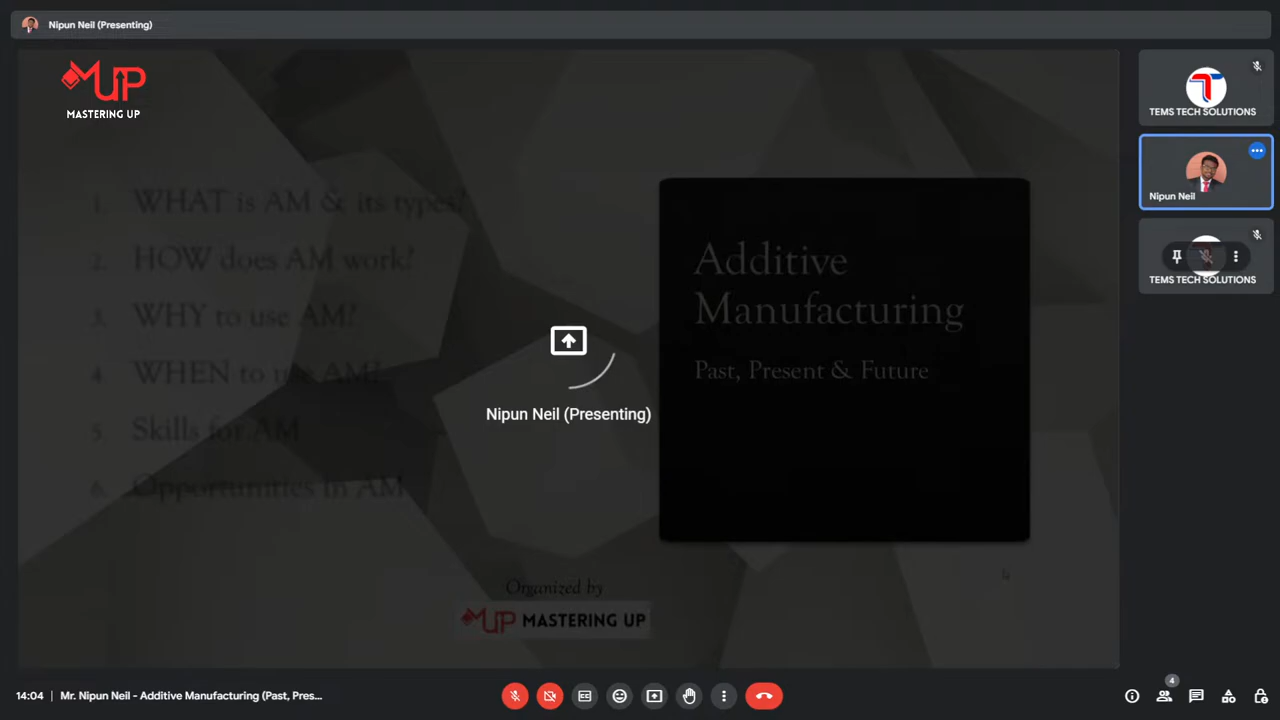 Nipun Neil (Presenting)
MUP
MASTERING UP
1. WHAT is AM & its types?
2. HOW does AM work?
3. WHY to use AM?
4. WHEN to use AM?
5. Skills for AM
6. Opportunities in AM
Additive
Manufacturing
Past, Present & Future
Nipun Neil (Presenting)
Organized by
MUP MASTERING UP
T
TEMS TECH SOLUTIONS
Nipun Neil
TEMS TECH SOLUTIONS
14:04 | Mr. Nipun Neil - Additive Manufacturing (Past, Pres...
4